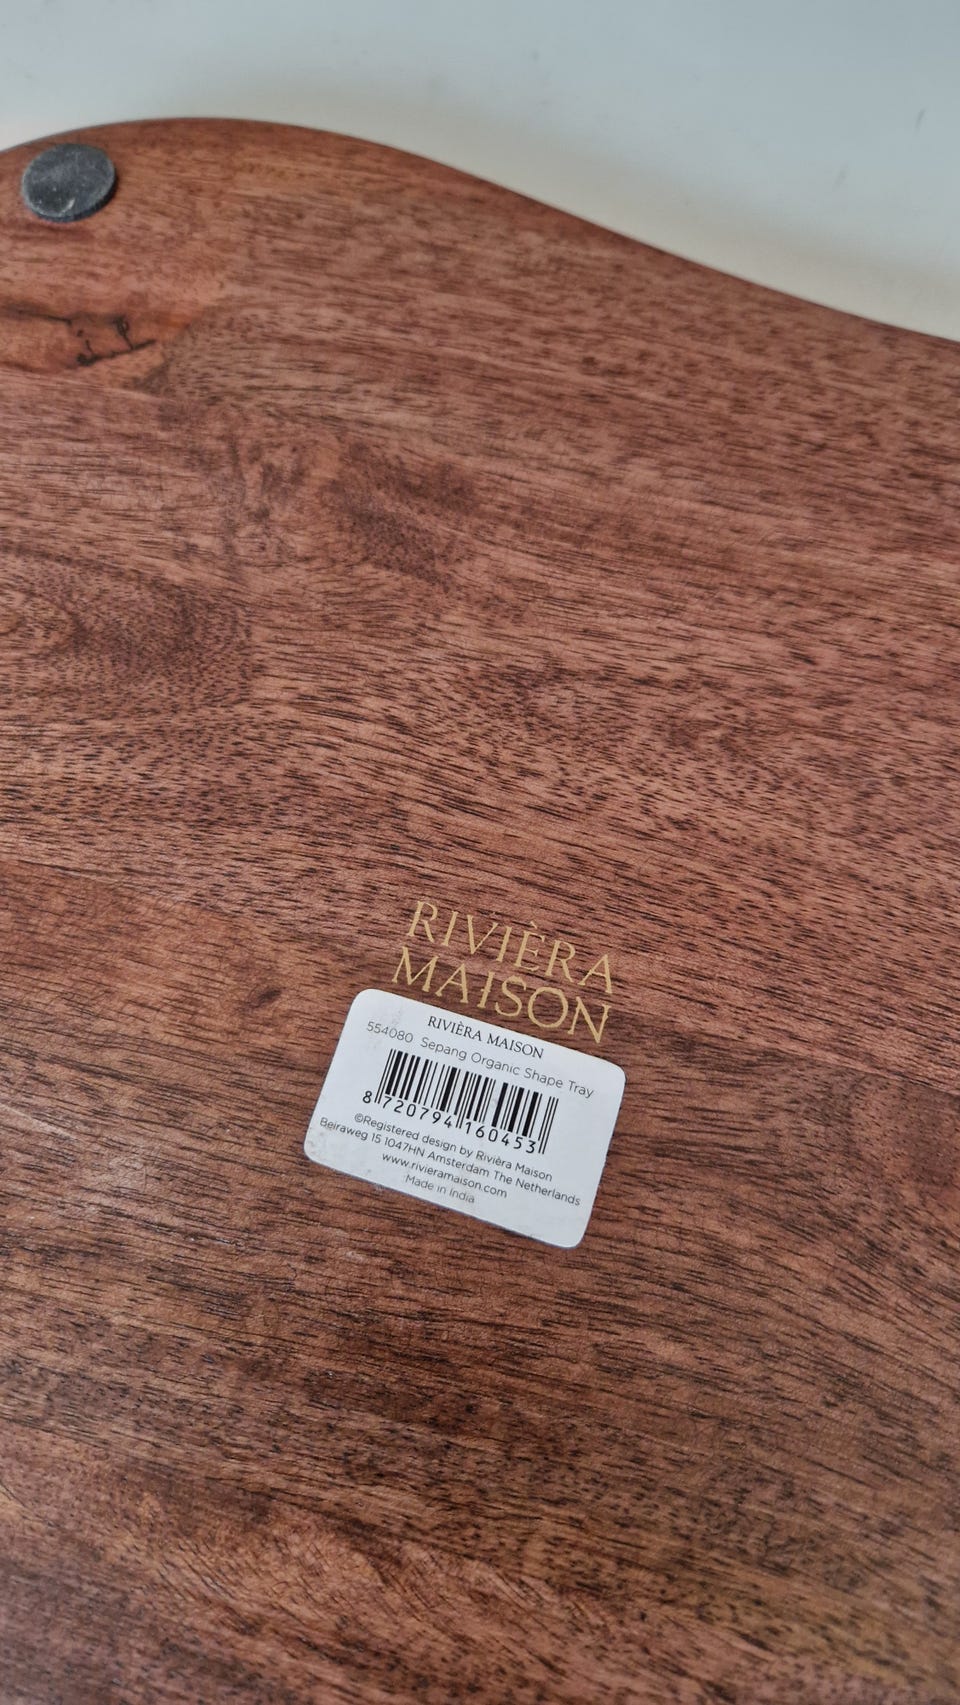 RIVIÈRA
MAISON
RIVIÈRA MAISON
554080 Sepang Organic Shape Tray
8 720794 160453
©Registered design by Rivièra Maison
Beiraweg 15 1047HN Amsterdam The Netherlands
www.rivieramaison.com
Made in India